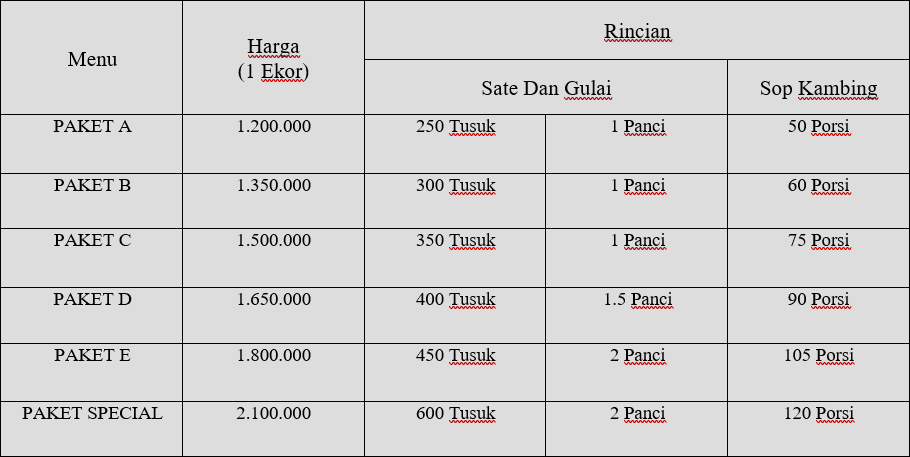 Menu
Harga
(1 Ekor)
Rincian
Sate Dan Gulai
Sop Kambing
PAKET A 1.200.000 250 Tusuk 1 Panci 50 Porsi
PAKET B 1.350.000 300 Tusuk 1 Panci 60 Porsi
PAKET C 1.500.000 350 Tusuk 1 Panci 75 Porsi
PAKET D 1.650.000 400 Tusuk 1.5 Panci 90 Porsi
PAKET E 1.800.000 450 Tusuk 2 Panci 105 Porsi
PAKET SPECIAL 2.100.000 600 Tusuk 2 Panci 120 Porsi